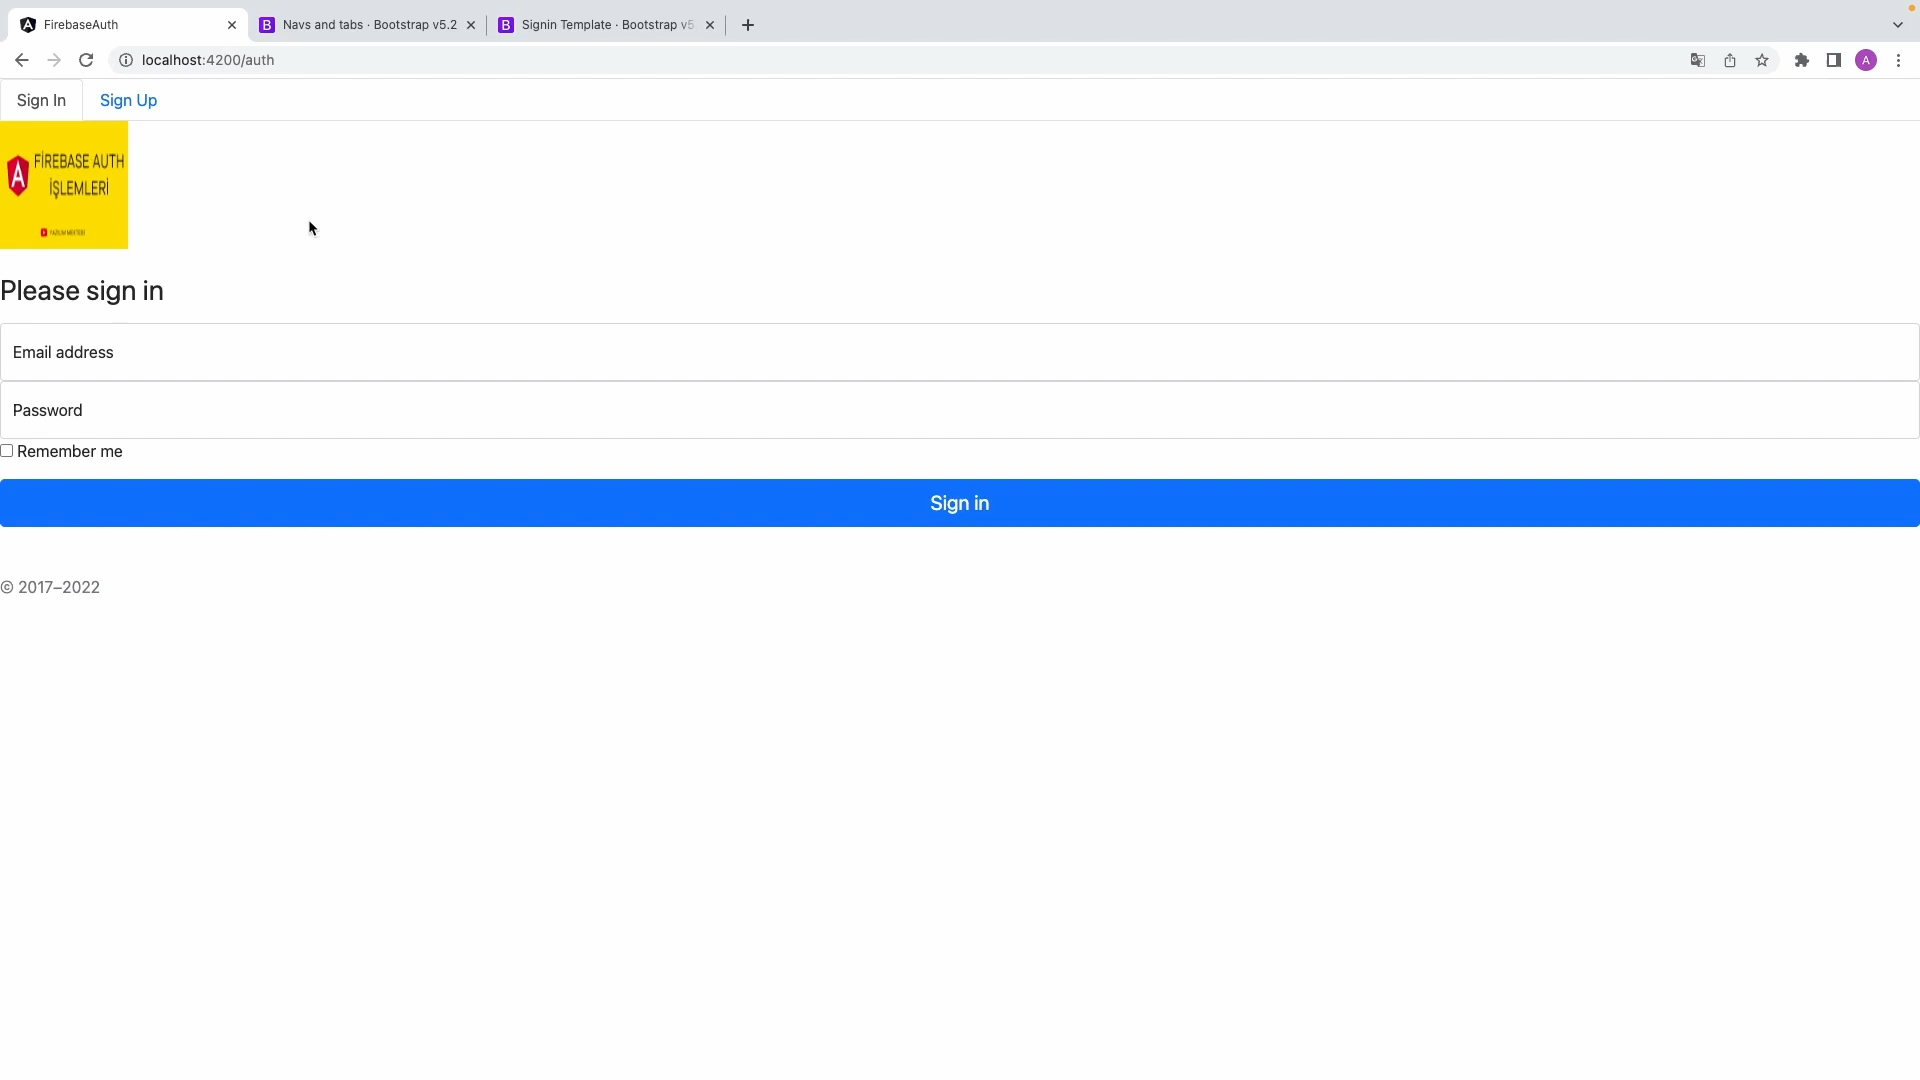 FirebaseAuth
Navs and tabs · Bootstrap v5.2
Signin Template · Bootstrap v5
localhost:4200/auth
A
Sign In
Sign Up
FİREBASE AUTH
İŞLEMLERİ
Please sign in
Email address
Password
Remember me
Sign in
© 2017–2022